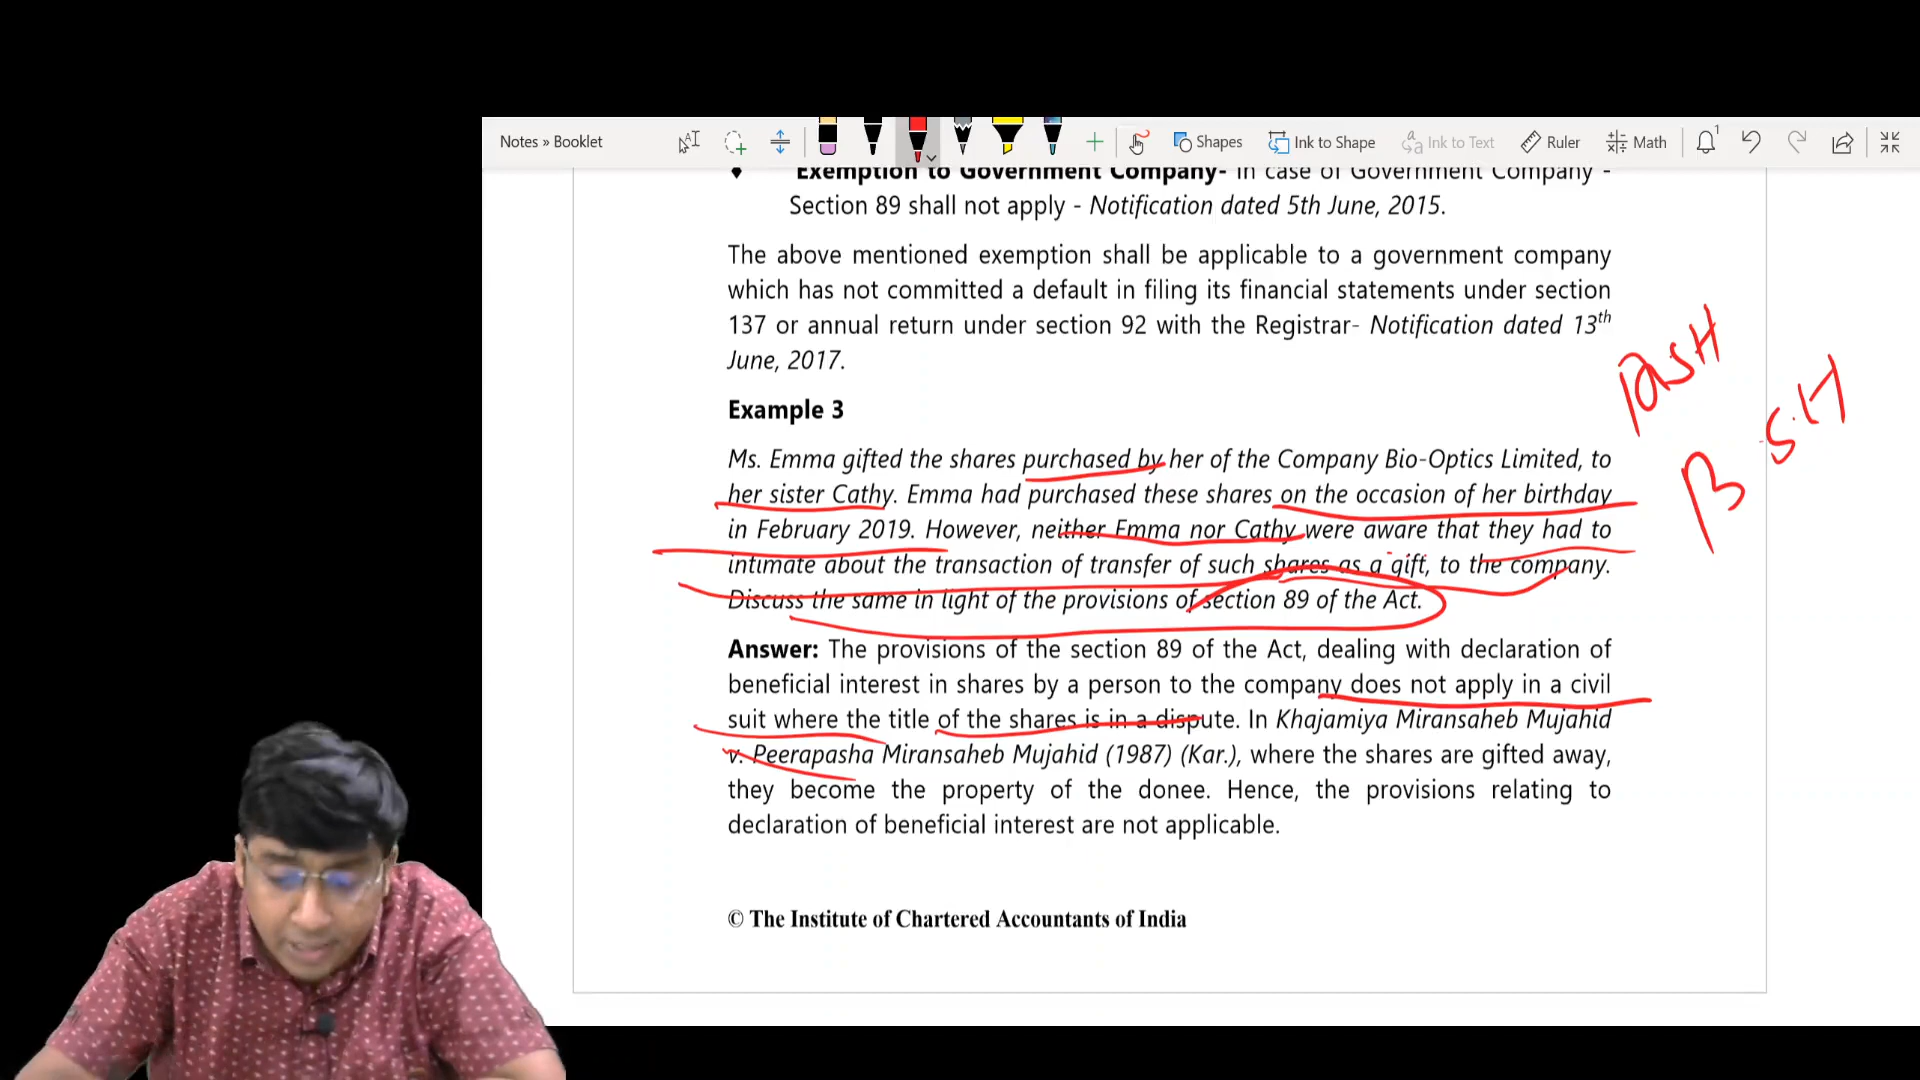 Notes » Booklet
Shapes
Ink to Shape
Ink to Text
Ruler
Math
1
♦ Exemption to Government Company- In case of Government Company -
Section 89 shall not apply - Notification dated 5th June, 2015.
The above mentioned exemption shall be applicable to a government company
which has not committed a default in filing its financial statements under section
137 or annual return under section 92 with the Registrar- Notification dated 13th
June, 2017.
Example 3
Ms. Emma gifted the shares purchased by her of the Company Bio-Optics Limited, to
her sister Cathy. Emma had purchased these shares on the occasion of her birthday
in February 2019. However, neither Emma nor Cathy were aware that they had to
intimate about the transaction of transfer of such shares as a gift, to the company.
Discuss the same in light of the provisions of section 89 of the Act.
Answer: The provisions of the section 89 of the Act, dealing with declaration of
beneficial interest in shares by a person to the company does not apply in a civil
suit where the title of the shares is in a dispute. In Khajamiya Miransaheb Mujahid
v. Peerapasha Miransaheb Mujahid (1987) (Kar.), where the shares are gifted away,
they become the property of the donee. Hence, the provisions relating to
declaration of beneficial interest are not applicable.
© The Institute of Chartered Accountants of India
SH
B SH